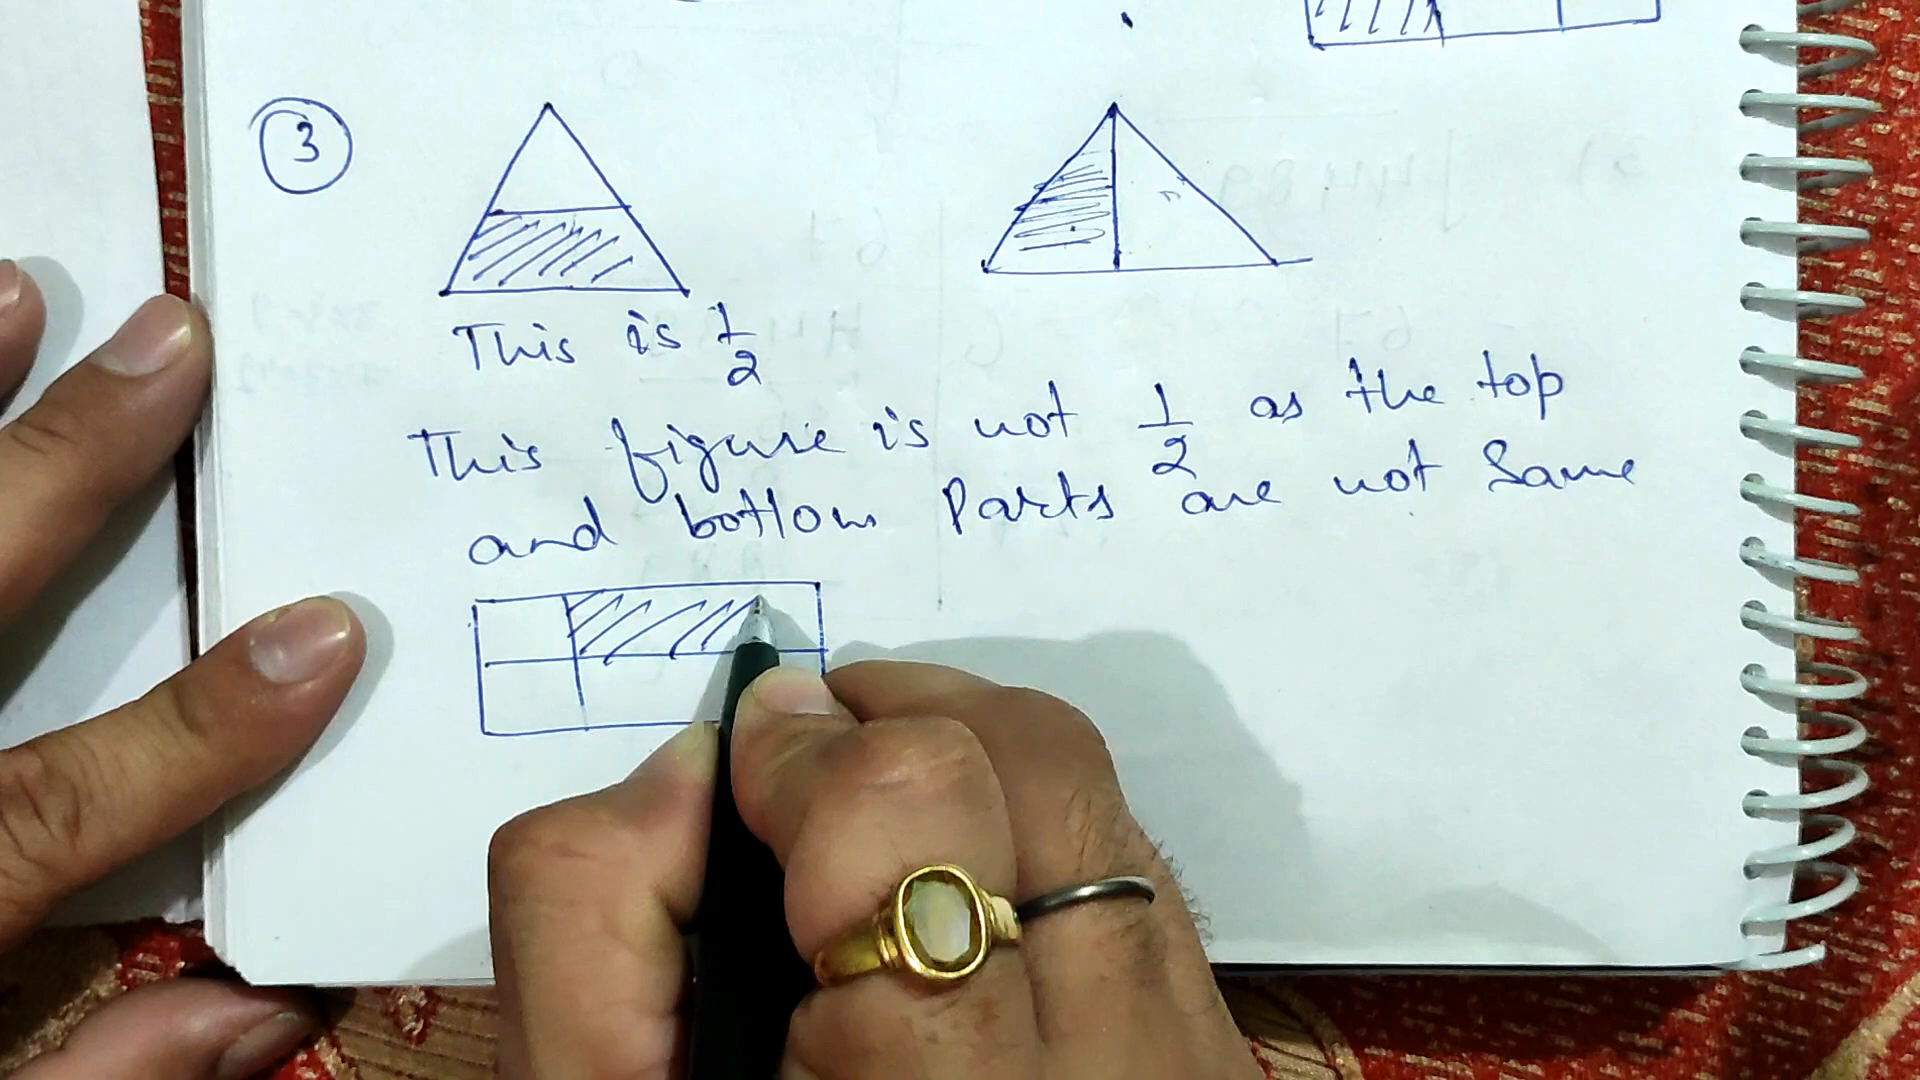 3
This is 1/2
This figure is not 1/2 as the top
and bottom Parts are not Same